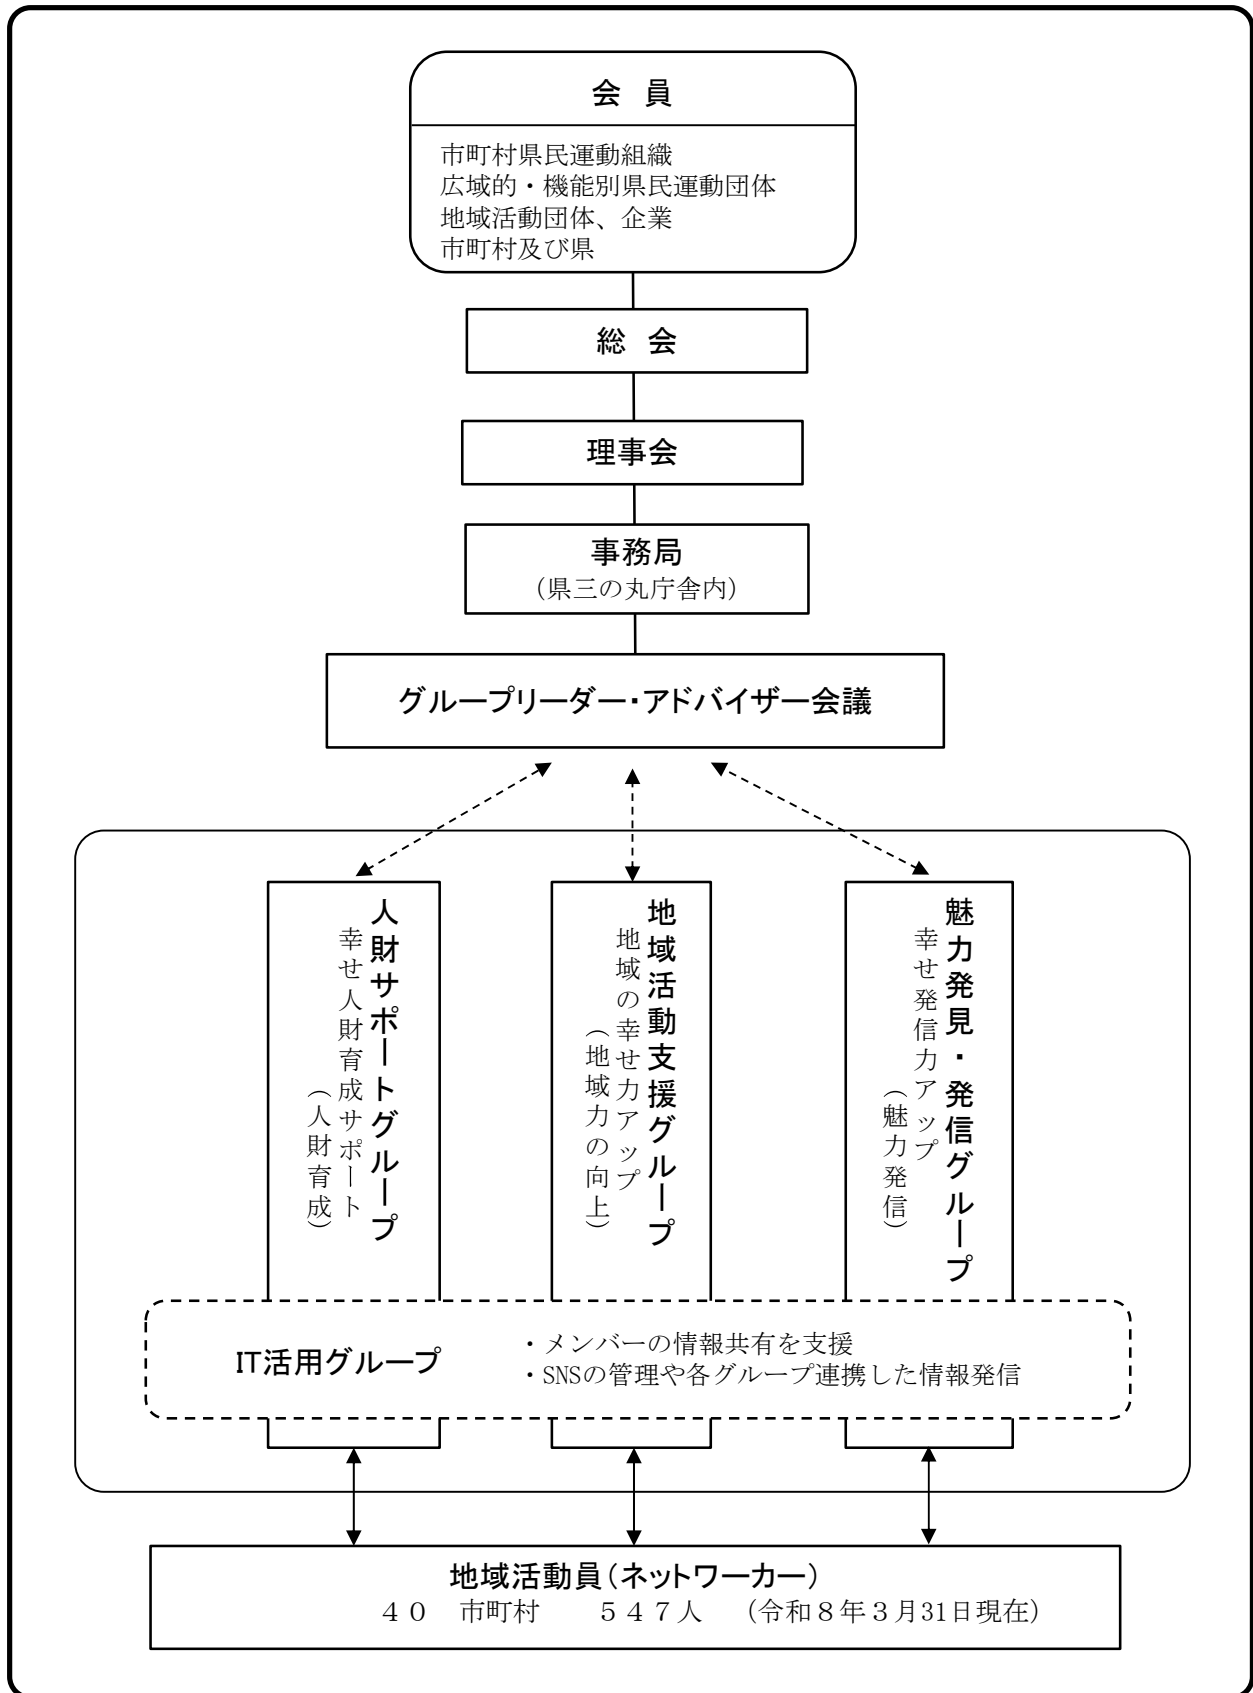 会　員
市町村県民運動組織
広域的・機能別県民運動団体
地域活動団体、企業
市町村及び県
総　会
理事会
事務局
（県三の丸庁舎内）
グループリーダー・アドバイザー会議
人財サポートグループ
幸せ人財育成サポート
（人財育成）
地域活動支援グループ
地域の幸せ力アップ
（地域力の向上）
魅力発見・発信グループ
幸せ発信力アップ
（魅力発信）
IT活用グループ
・メンバーの情報共有を支援
・SNSの管理や各グループ連携した情報発信
地域活動員（ネットワーカー）
４０　市町村　　５４７人　（令和８年３月31日現在）